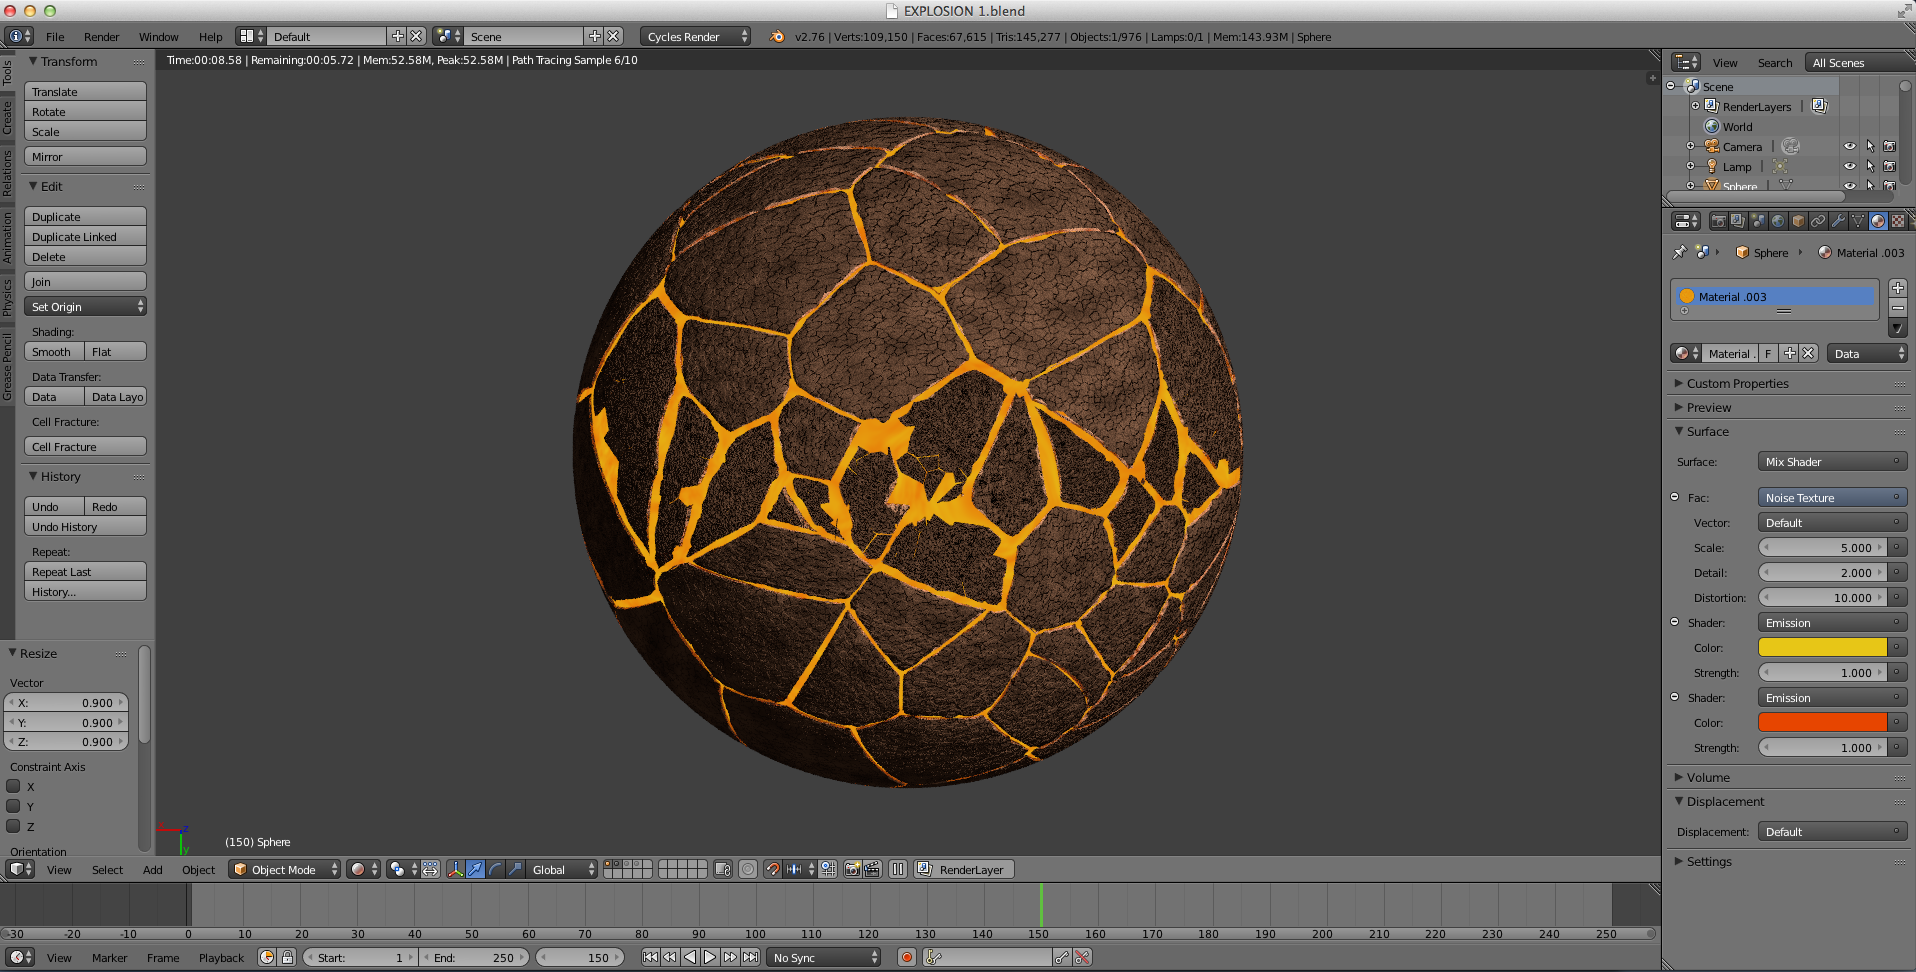 EXPLOSION 1.blend
File Render Window Help Default Scene Cycles Render v2.76 | Verts:109,150 | Faces:67,615 | Tris:145,277 | Objects:1/976 | Lamps:0/1 | Mem:143.93M | Sphere
Time:00:08.58 | Remaining:00:05.72 | Mem:52.58M, Peak:52.58M | Path Tracing Sample 6/10
Tools
Create
Relations
Animation
Physics
Grease Pencil
Transform
Translate
Rotate
Scale
Mirror
Edit
Duplicate
Duplicate Linked
Delete
Join
Set Origin
Shading:
Smooth Flat
Data Transfer:
Data Data Layo
Cell Fracture:
Cell Fracture
History
Undo Redo
Undo History
Repeat:
Repeat Last
History...
Resize
Vector
X: 0.900
Y: 0.900
Z: 0.900
Constraint Axis
X
Y
Z
Orientation
z
y
(150) Sphere
View Select Add Object Object Mode Global RenderLayer
-30 -20 -10 0 10 20 30 40 50 60 70 80 90 100 110 120 130 140 150 160 170 180 190 200 210 220 230 240 250
View Marker Frame Playback Start: 1 End: 250 150 No Sync
View Search All Scenes
Scene
RenderLayers |
World
Camera |
Lamp |
Sphere |
Sphere Material .003
Material .003
Material . F Data
Custom Properties
Preview
Surface
Surface: Mix Shader
Fac: Noise Texture
Vector: Default
Scale: 5.000
Detail: 2.000
Distortion: 10.000
Shader: Emission
Color:
Strength: 1.000
Shader: Emission
Color:
Strength: 1.000
Volume
Displacement
Displacement: Default
Settings